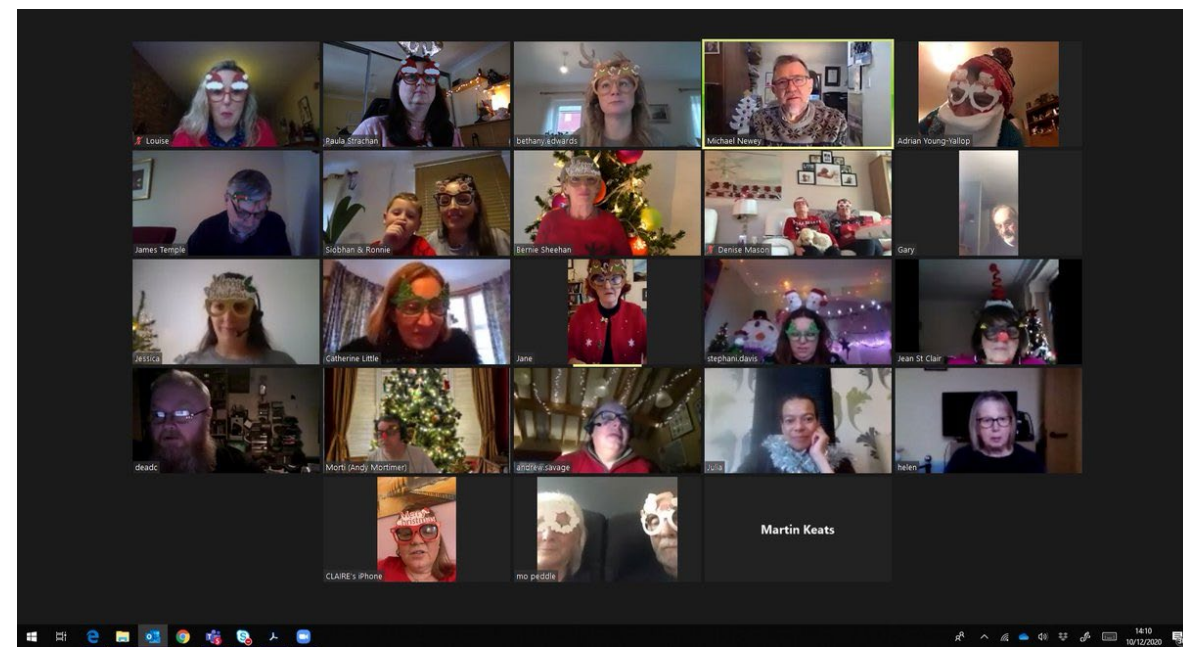 Louise
Paula Strachan
bethany.edwards
Michael Newey
Adrian Young-Yallop
James Temple
Siobhan & Ronnie
Bernie Sheehan
Denise Mason
Gary
Jessica
Catherine Little
Jane
stephani.davis
Jean St Clair
deadc
Morti (Andy Mortimer)
andrew.savage
Julia
helen
CLAIRE's iPhone
mo peddle
Martin Keats
14:10
10/12/2020